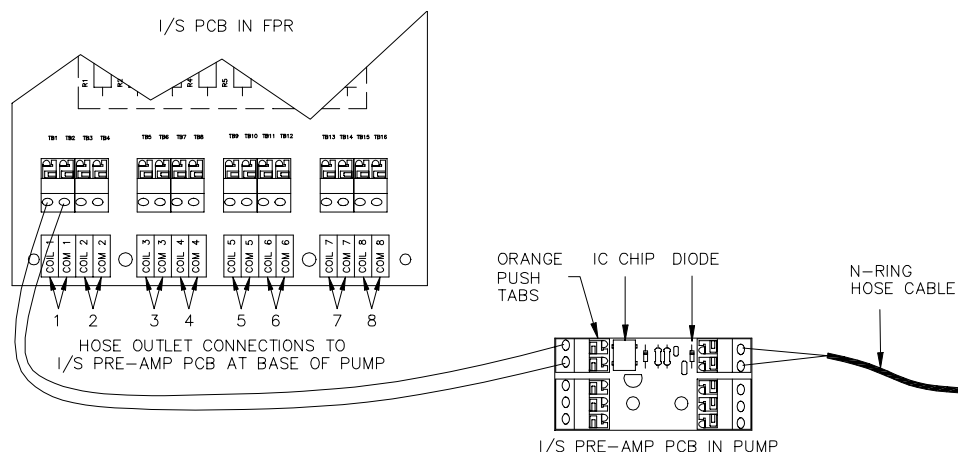 I/S PCB IN FPR
R1 R2 R4 R5
TB1 TB2 TB3 TB4 TB5 TB6 TB7 TB8 TB9 TB10 TB11 TB12 TB13 TB14 TB15 TB16
COIL 1 COM 1 COIL 2 COM 2 COIL 3 COM 3 COIL 4 COM 4 COIL 5 COM 5 COIL 6 COM 6 COIL 7 COM 7 COIL 8 COM 8
1 2 3 4 5 6 7 8
HOSE OUTLET CONNECTIONS TO
I/S PRE-AMP PCB AT BASE OF PUMP
ORANGE
PUSH
TABS
IC CHIP
DIODE
N-RING
HOSE CABLE
I/S PRE-AMP PCB IN PUMP